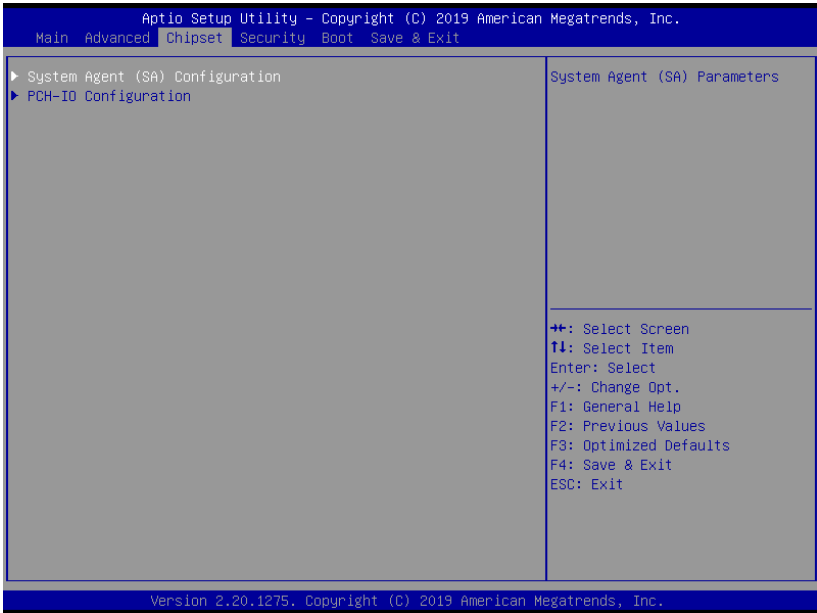 Aptio Setup Utility – Copyright (C) 2019 American Megatrends, Inc.
Main Advanced Chipset Security Boot Save & Exit
System Agent (SA) Configuration
PCH-IO Configuration
System Agent (SA) Parameters
→←: Select Screen
↑↓: Select Item
Enter: Select
+/-: Change Opt.
F1: General Help
F2: Previous Values
F3: Optimized Defaults
F4: Save & Exit
ESC: Exit
Version 2.20.1275. Copyright (C) 2019 American Megatrends, Inc.